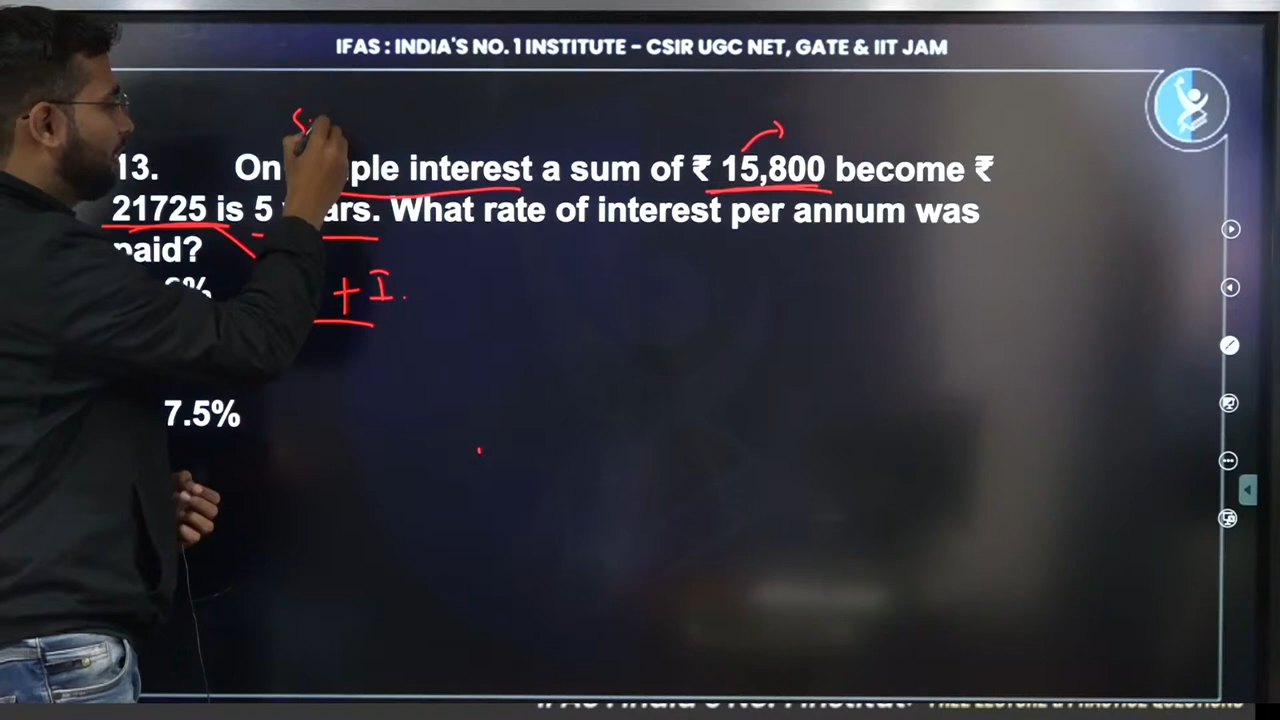 IFAS : INDIA'S NO. 1 INSTITUTE - CSIR UGC NET, GATE & IIT JAM
13. On ple interest a sum of ₹ 15,800 become ₹
21725 is 5 ars. What rate of interest per annum was
paid?
+ I.
7.5%